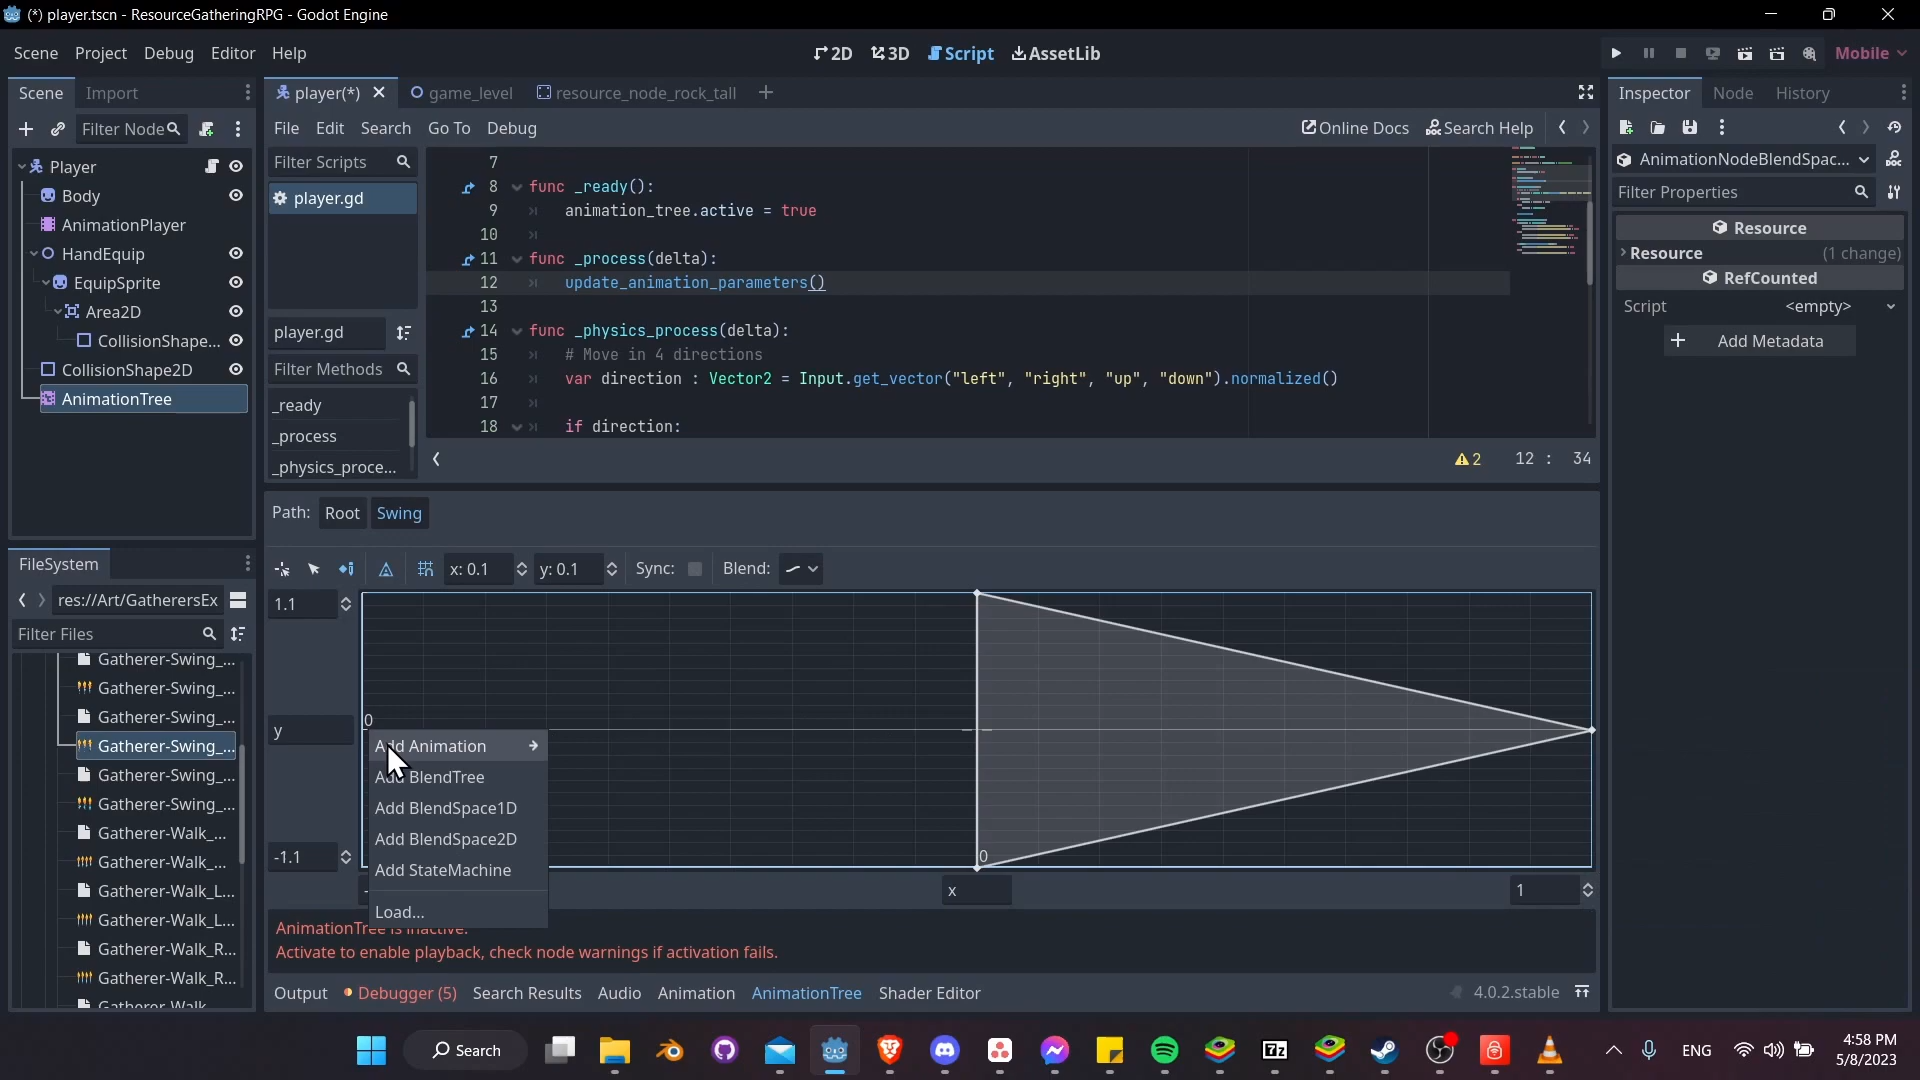 (*) player.tscn - ResourceGatheringRPG - Godot Engine
Scene Project Debug Editor Help
2D 3D Script AssetLib
Mobile
Scene Import
player(*) game_level resource_node_rock_tall
Inspector Node History
Filter Node
File Edit Search Go To Debug
Online Docs Search Help
Player
Body
AnimationPlayer
HandEquip
EquipSprite
Area2D
CollisionShape...
CollisionShape2D
AnimationTree
Filter Scripts
player.gd
player.gd
Filter Methods
_ready
_process
_physics_proce...
7
8 func _ready():
9 animation_tree.active = true
10
11 func _process(delta):
12 update_animation_parameters()
13
14 func _physics_process(delta):
15 # Move in 4 directions
16 var direction : Vector2 = Input.get_vector("left", "right", "up", "down").normalized()
17
18 if direction:
2 12 : 34
AnimationNodeBlendSpac...
Filter Properties
Resource
Resource (1 change)
RefCounted
Script <empty>
Add Metadata
Path: Root Swing
x: 0.1 y: 0.1 Sync: Blend:
1.1
0
y
-1.1
0
x
1
Add Animation
Add BlendTree
Add BlendSpace1D
Add BlendSpace2D
Add StateMachine
Load...
AnimationTree is inactive.
Activate to enable playback, check node warnings if activation fails.
Output Debugger (5) Search Results Audio Animation AnimationTree Shader Editor
4.0.2.stable
FileSystem
res://Art/GatherersEx
Filter Files
Gatherer-Swing_...
Gatherer-Swing_...
Gatherer-Swing_...
Gatherer-Swing_...
Gatherer-Swing_...
Gatherer-Swing_...
Gatherer-Walk_...
Gatherer-Walk_...
Gatherer-Walk_L...
Gatherer-Walk_L...
Gatherer-Walk_R...
Gatherer-Walk_R...
Gatherer-Walk
Search
7z
ENG
4:58 PM
5/8/2023